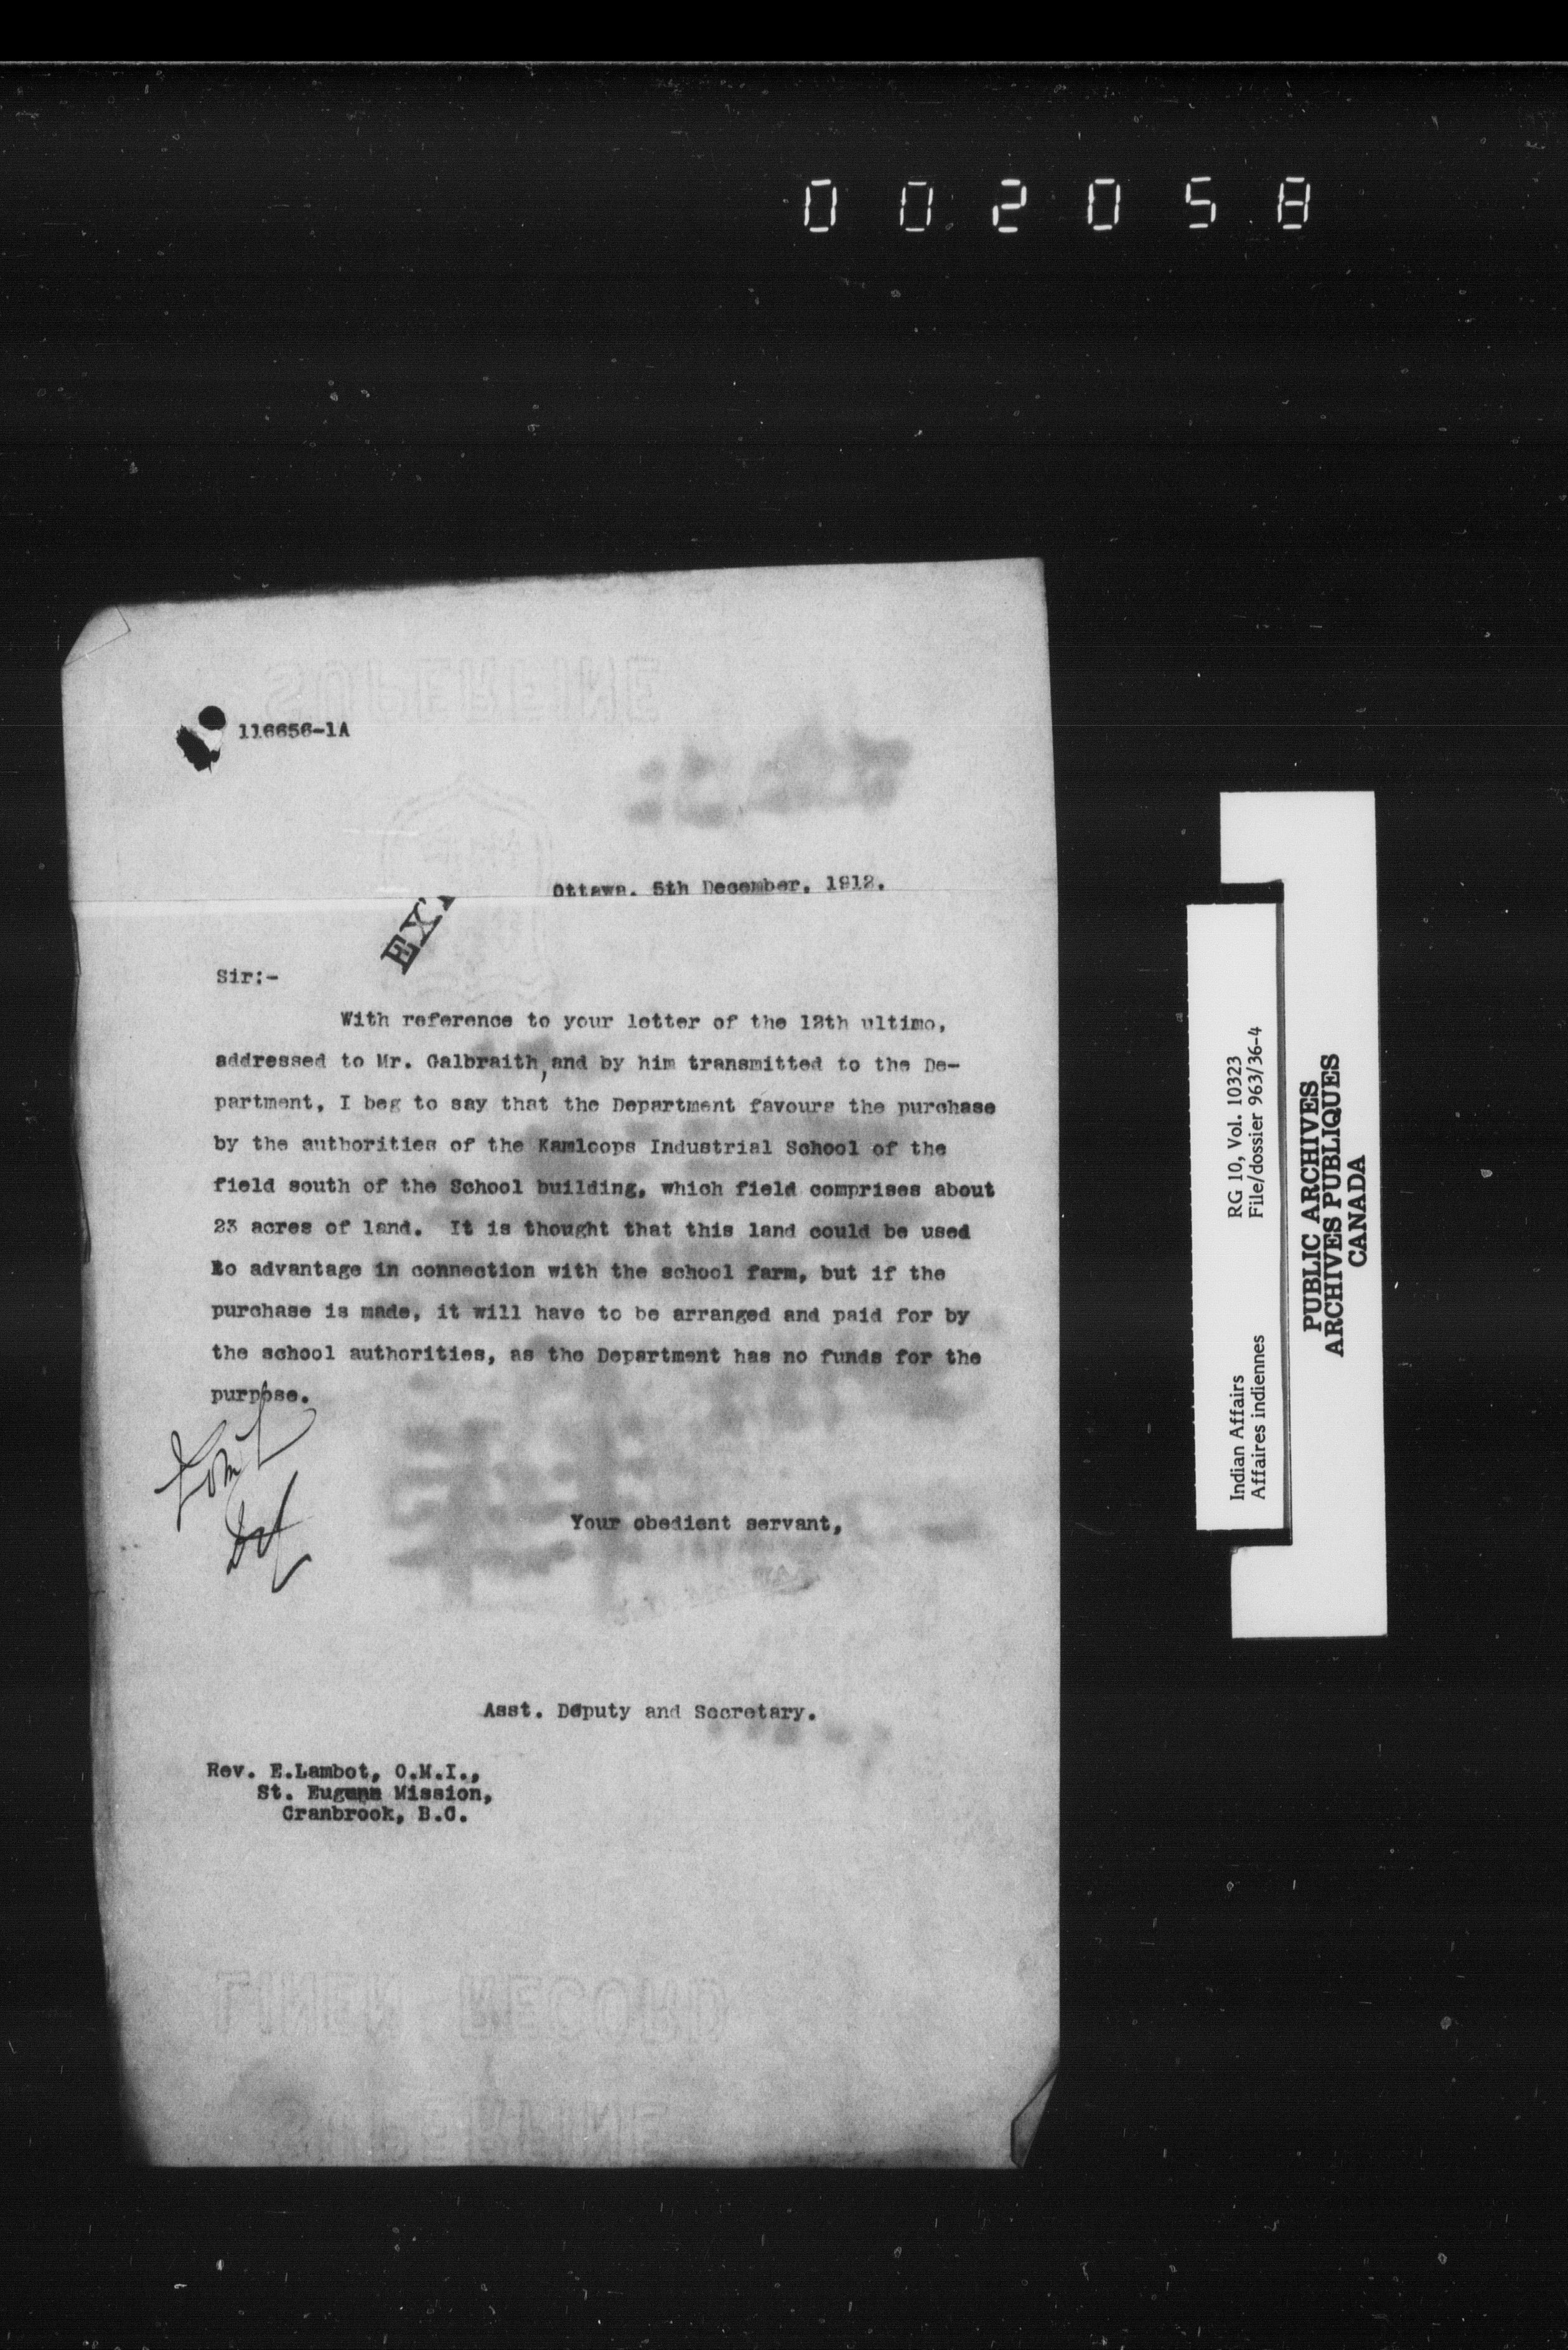 002058
SUPERFINE
116656-1A
Ottawa. 5th December, 1912.
EX
Sir:-
With reference to your letter of the 12th ultimo,
addressed to Mr. Galbraith, and by him transmitted to the De-
partment, I beg to say that the Department favours the purchase
by the authorities of the Kamloops Industrial School of the
field south of the School building, which field comprises about
23 acres of land. It is thought that this land could be used
to advantage in connection with the school farm, but if the
purchase is made, it will have to be arranged and paid for by
the school authorities, as the Department has no funds for the
purpose.
Your obedient servant,
Asst. Deputy and Secretary.
Rev. E.Lambot, O.M.I.,
St. Eugene Mission,
Cranbrook, B.C.
LINEN RECORD
SUPERFINE
Indian Affairs RG 10, Vol. 10323
Affaires indiennes File/dossier 963/36-4
PUBLIC ARCHIVES
ARCHIVES PUBLIQUES
CANADA